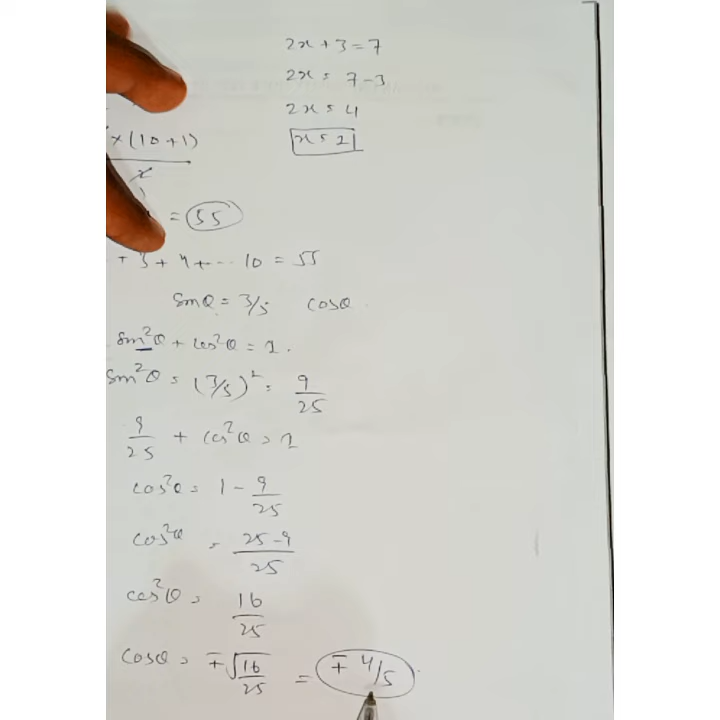 2x + 3 = 7
2x = 7 - 3
2x = 4
x = 2
x(10+1)
= 55
+ 3 + 4 + ... 10 = 55
sinθ = 3/5 cosθ
sin²θ + cos²θ = 1.
sin²θ = (3/5)² = 9/25
9/25 + cos²θ = 1
cos²θ = 1 - 9/25
cos²θ = 25-9/25
cos²θ = 16/25
cosθ = ∓√16/25 = ∓ 4/5